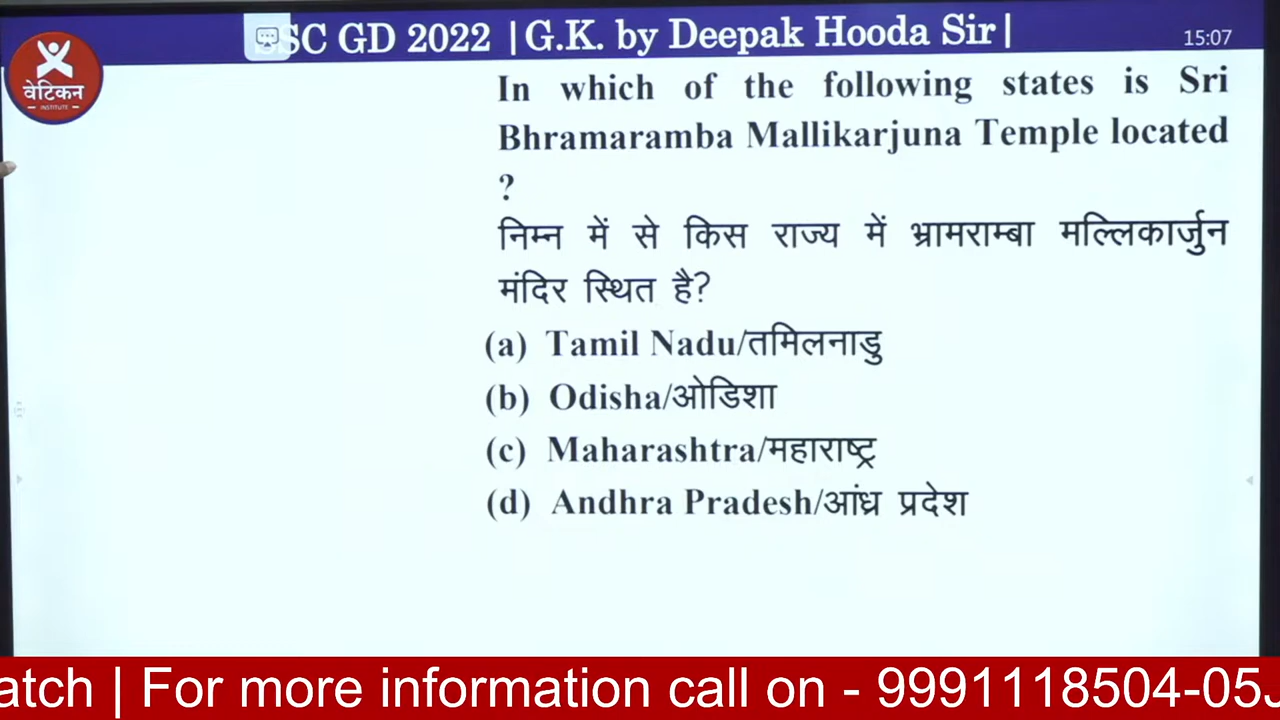 SSC GD 2022 | G.K. by Deepak Hooda Sir |
15:07
वेटिकन
INSTITUTE
In which of the following states is Sri
Bhramaramba Mallikarjuna Temple located
?
निम्न में से किस राज्य में भ्रामराम्बा मल्लिकार्जुन
मंदिर स्थित है?
(a) Tamil Nadu/तमिलनाडु
(b) Odisha/ओडिशा
(c) Maharashtra/महाराष्ट्र
(d) Andhra Pradesh/आंध्र प्रदेश
atch | For more information call on - 9991118504-05